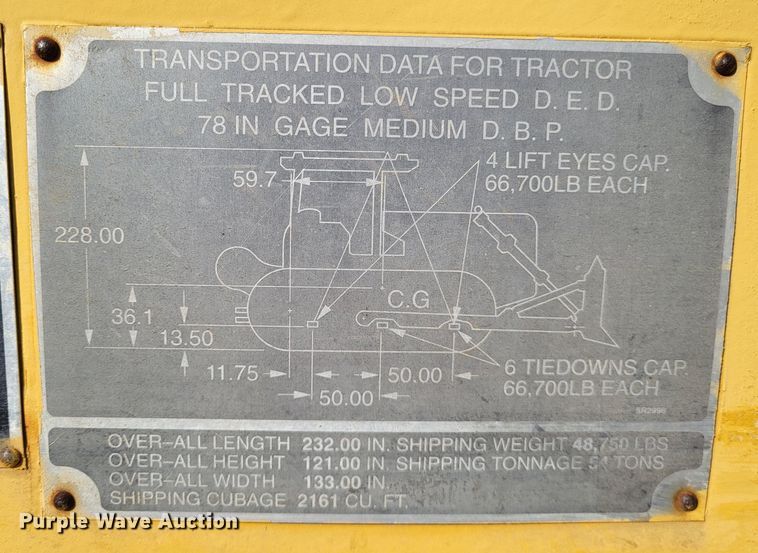 TRANSPORTATION DATA FOR TRACTOR
FULL TRACKED LOW SPEED D.E.D.
78 IN GAGE MEDIUM D.B.P.
4 LIFT EYES CAP.
66,700LB EACH
59.7
228.00
C.G
36.1
13.50
11.75
50.00
50.00
6 TIEDOWNS CAP.
66,700LB EACH
SR2996
OVER-ALL LENGTH 232.00 IN. SHIPPING WEIGHT 48,750 LBS
OVER-ALL HEIGHT 121.00 IN. SHIPPING TONNAGE 54 TONS
OVER-ALL WIDTH 133.00 IN.
SHIPPING CUBAGE 2161 CU. FT.
Purple Wave Auction